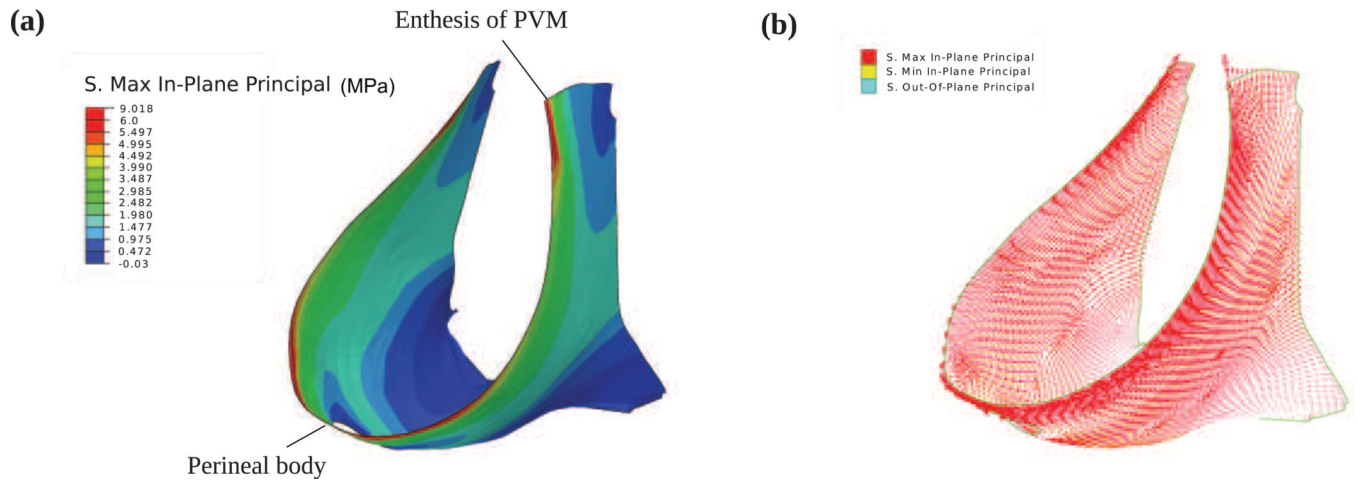 (a)
Enthesis of PVM
S. Max In-Plane Principal (MPa)
9.018
6.0
5.497
4.995
4.492
3.990
3.487
2.985
2.482
1.980
1.477
0.975
0.472
-0.03
Perineal body
(b)
S. Max In-Plane Principal
S. Min In-Plane Principal
S. Out-Of-Plane Principal